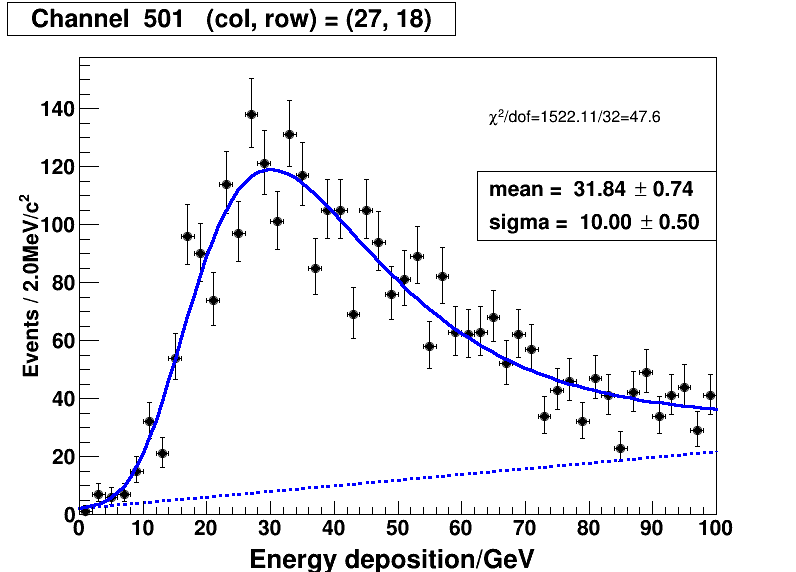 Channel 501 (col, row) = (27, 18)
χ²/dof=1522.11/32=47.6
mean = 31.84 ± 0.74
sigma = 10.00 ± 0.50
Events / 2.0MeV/c²
140
120
100
80
60
40
20
0
0 10 20 30 40 50 60 70 80 90 100
Energy deposition/GeV